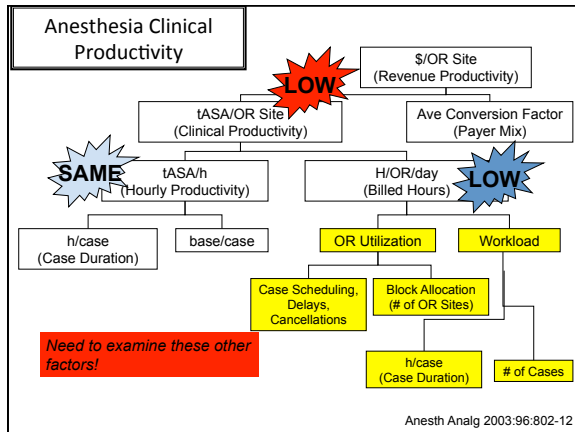 Anesthesia Clinical
Productivity
$/OR Site
(Revenue Productivity)
LOW
tASA/OR Site
(Clinical Productivity)
Ave Conversion Factor
(Payer Mix)
SAME
tASA/h
(Hourly Productivity)
H/OR/day
(Billed Hours)
LOW
h/case
(Case Duration)
base/case
OR Utilization
Workload
Case Scheduling,
Delays,
Cancellations
Block Allocation
(# of OR Sites)
Need to examine these other
factors!
h/case
(Case Duration)
# of Cases
Anesth Analg 2003:96:802-12